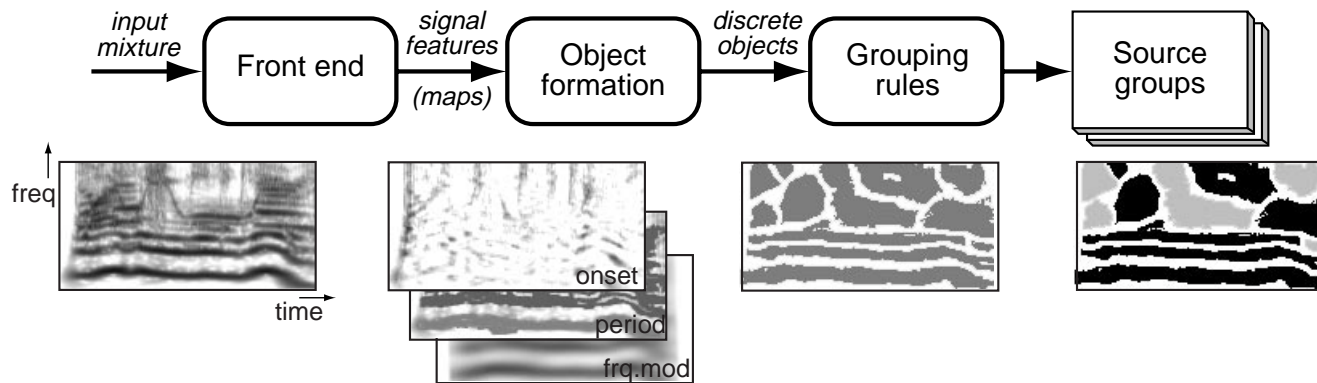 input
mixture
Front end
signal
features
(maps)
Object
formation
discrete
objects
Grouping
rules
Source
groups
freq
time
onset
period
frq.mod